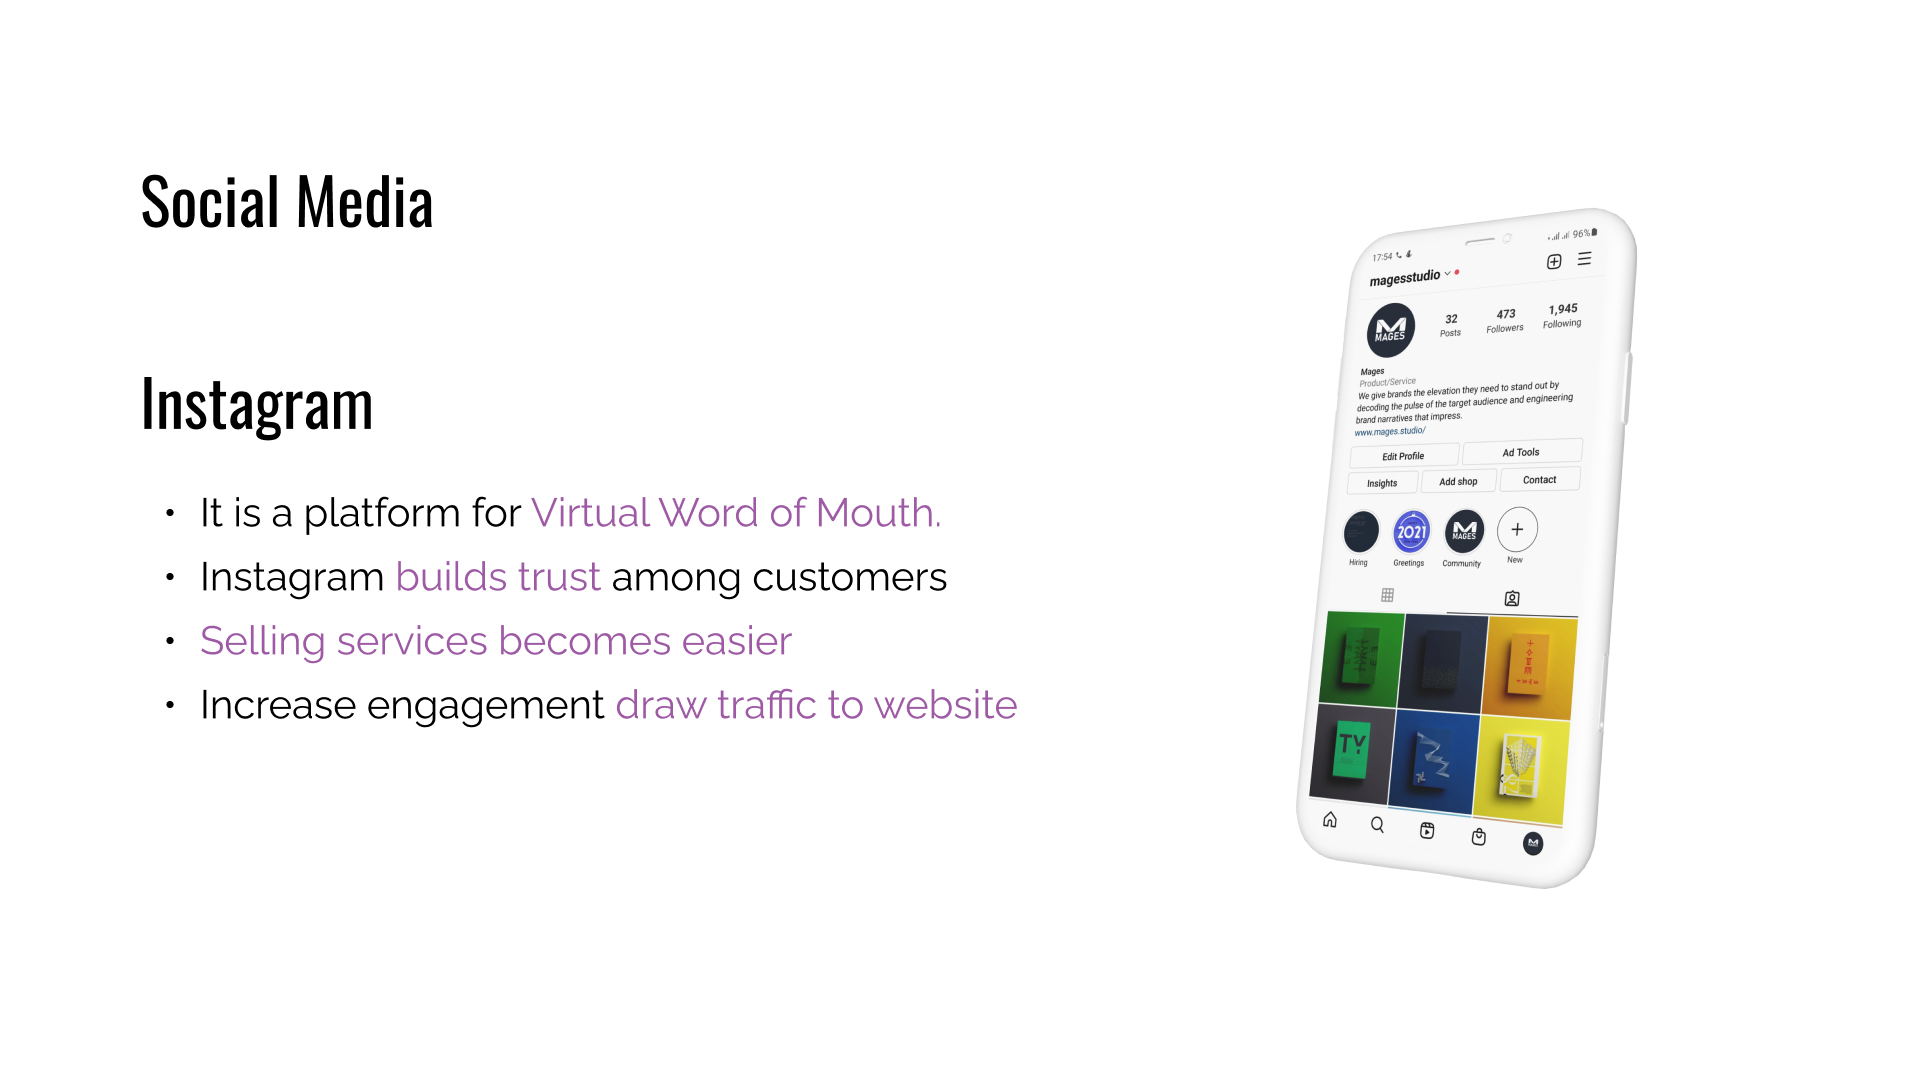 Social Media
Instagram
• It is a platform for Virtual Word of Mouth.
• Instagram builds trust among customers
• Selling services becomes easier
• Increase engagement draw traffic to website
17:54 96%
magesstudio
MAGES
32 473 1,945
Posts Followers Following
Mages
Product/Service
We give brands the elevation they need to stand out by
decoding the pulse of the target audience and engineering
brand narratives that impress.
www.mages.studio/
Edit Profile Ad Tools
Insights Add shop Contact
2021 MAGES
Hiring Greetings Community New
TY